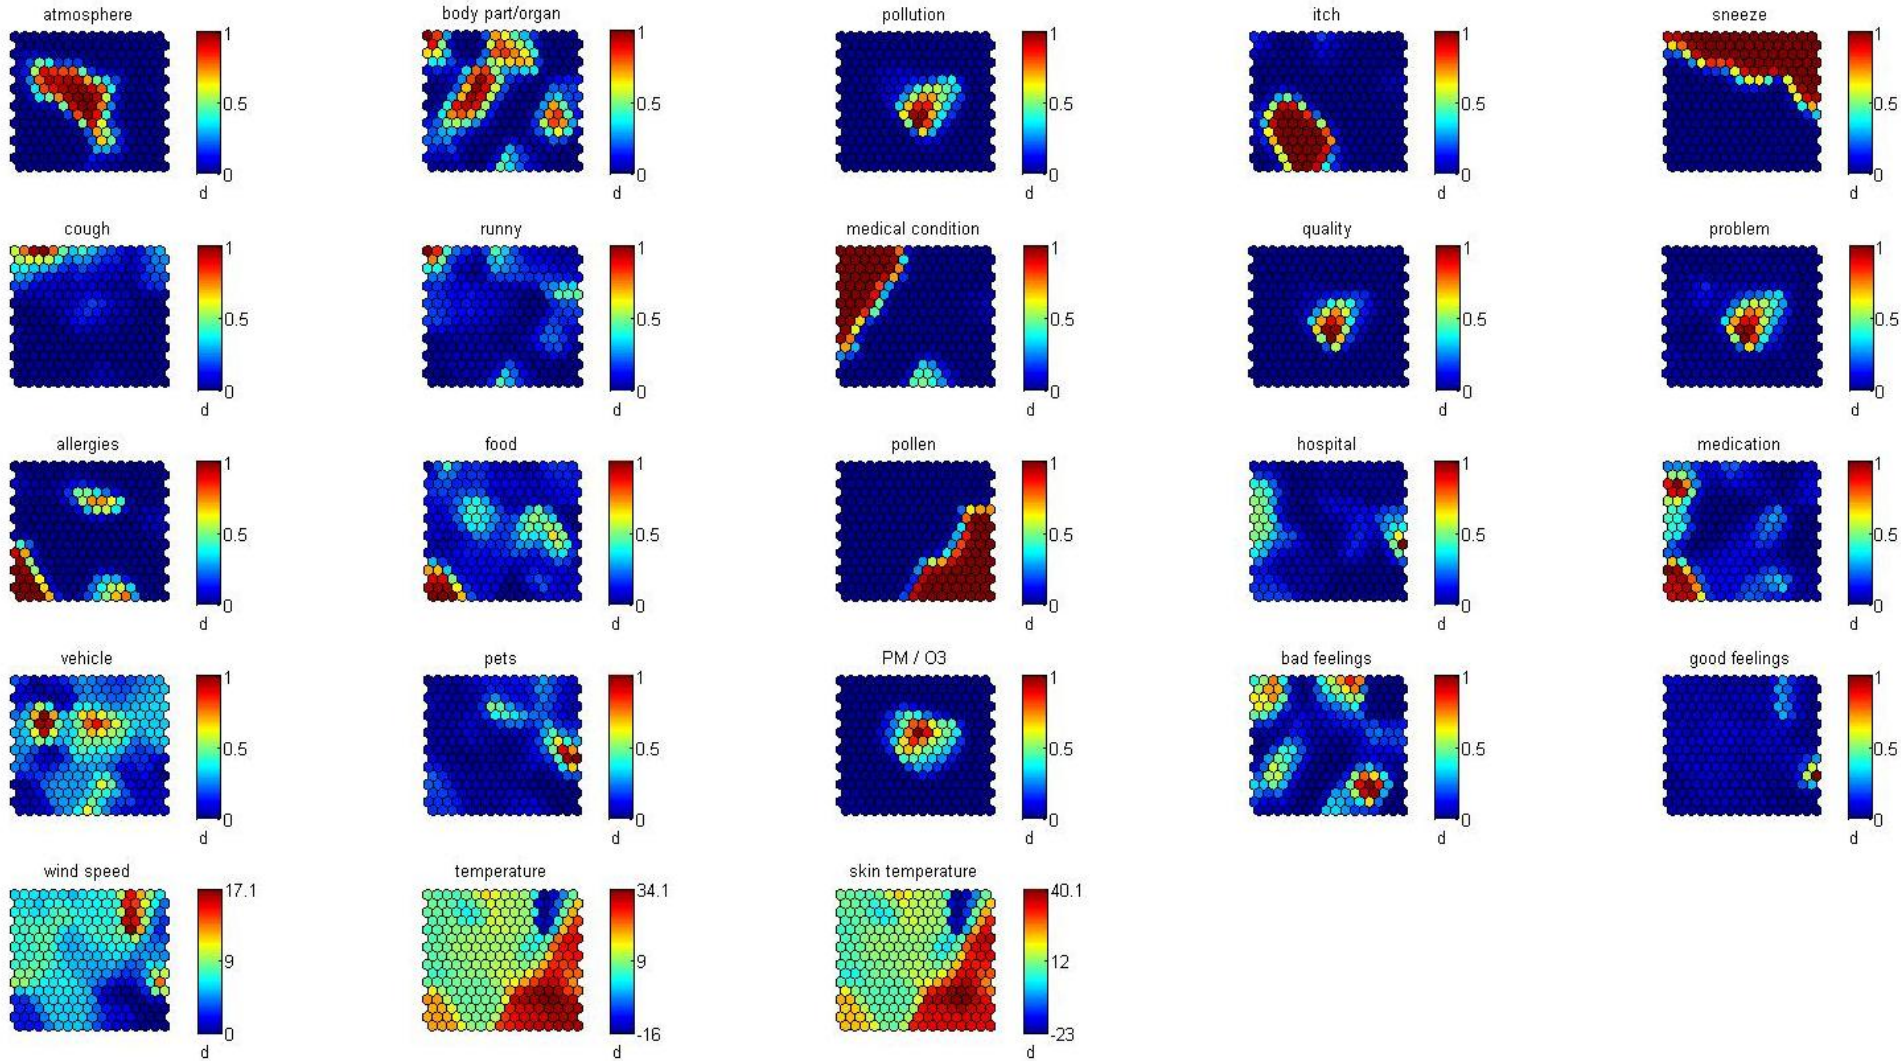 atmosphere body part/organ pollution itch sneeze
1 1 1 1 1
0.5 0.5 0.5 0.5 0.5
0 0 0 0 0
d d d d d
cough runny medical condition quality problem
1 1 1 1 1
0.5 0.5 0.5 0.5 0.5
0 0 0 0 0
d d d d d
allergies food pollen hospital medication
1 1 1 1 1
0.5 0.5 0.5 0.5 0.5
0 0 0 0 0
d d d d d
vehicle pets PM / O3 bad feelings good feelings
1 1 1 1 1
0.5 0.5 0.5 0.5 0.5
0 0 0 0 0
d d d d d
wind speed temperature skin temperature
17.1 34.1 40.1
9 9 12
0 -16 -23
d d d